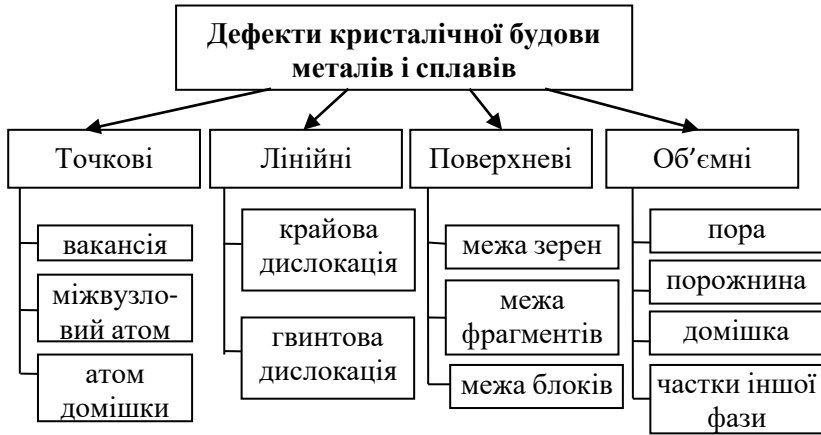 Дефекти кристалічної будови
металів і сплавів
Точкові
Лінійні
Поверхневі
Об’ємні
вакансія
міжвузло-
вий атом
атом
домішки
крайова
дислокація
гвинтова
дислокація
межа зерен
межа
фрагментів
межа блоків
пора
порожнина
домішка
частки іншої
фази